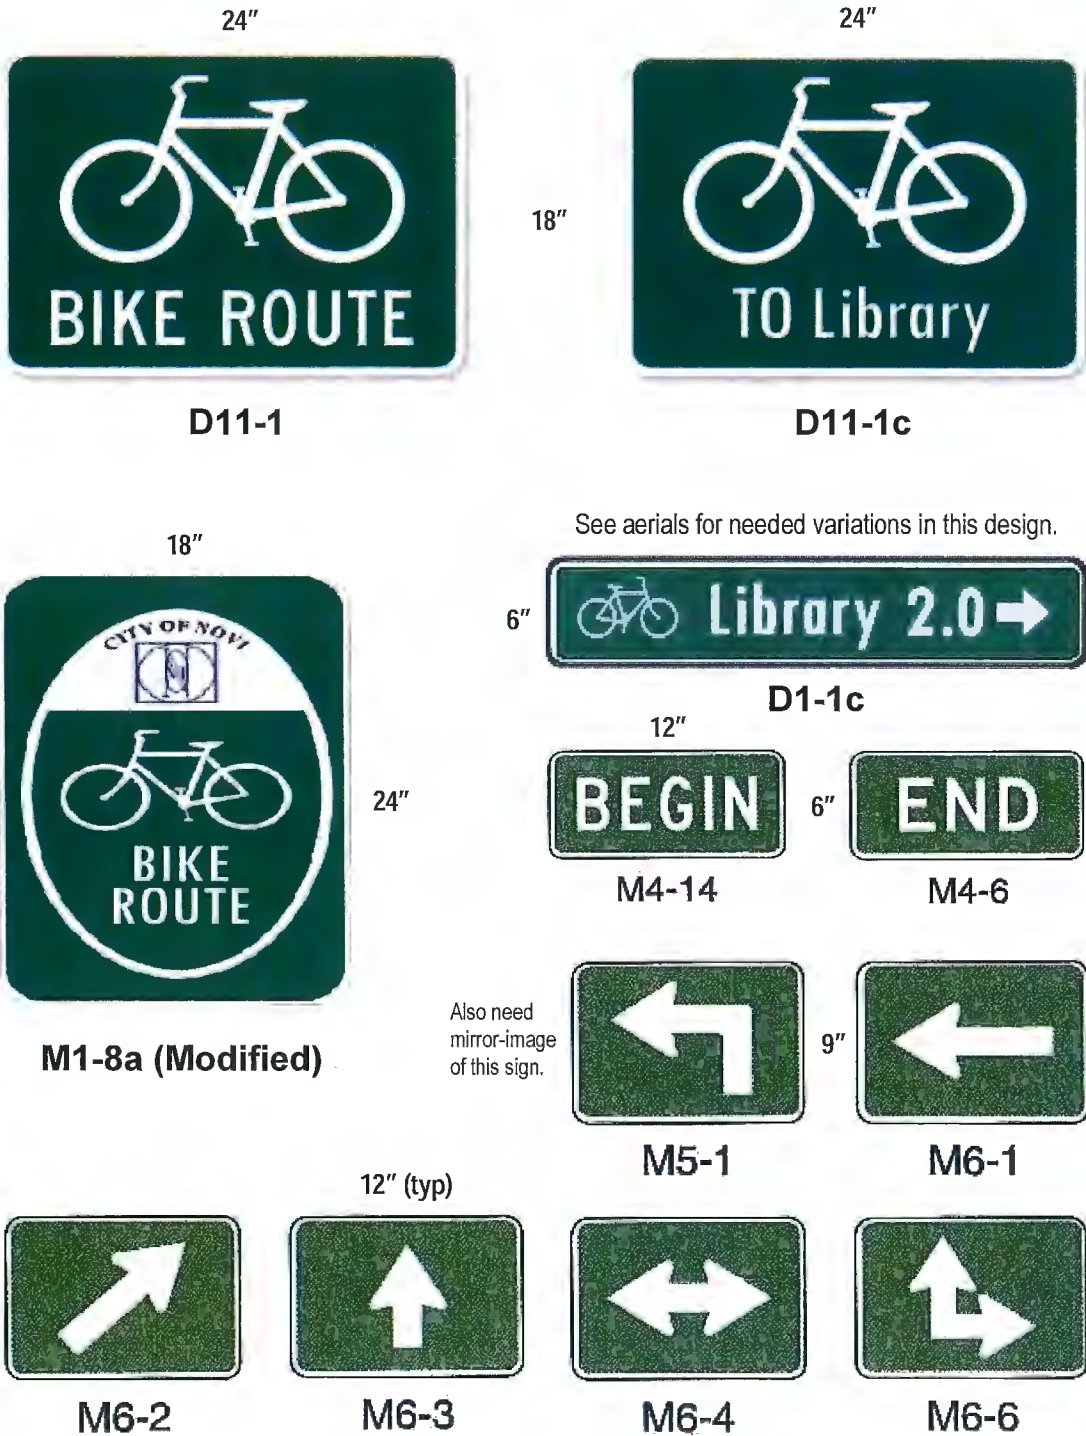 24"
24"
BIKE ROUTE
18"
TO Library
D11-1
D11-1c
See aerials for needed variations in this design.
18"
6"
Library 2.0
CITY OF NOVI
D1-1c
12"
BEGIN
6"
END
24"
BIKE
ROUTE
M4-14
M4-6
Also need
mirror-image
of this sign.
9"
M1-8a (Modified)
M5-1
M6-1
12" (typ)
M6-2
M6-3
M6-4
M6-6